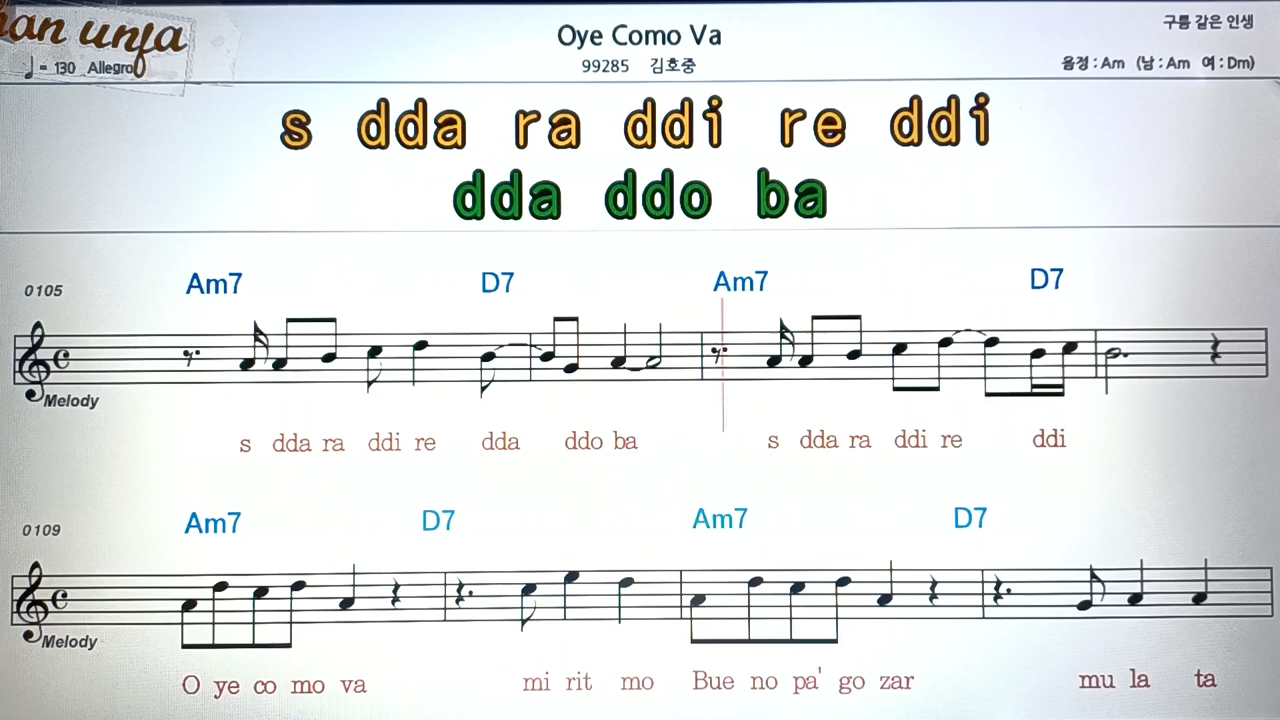 Oye Como Va
구름 같은 인생
♩ = 130 Allegro
99285 김호중
음정 : Am (남 : Am 여 : Dm)
s dda ra ddi re ddi
dda ddo ba
Am7 D7 Am7 D7
0105
Melody
s dda ra ddi re dda ddo ba s dda ra ddi re ddi
Am7 D7 Am7 D7
0109
Melody
O ye co mo va mi rit mo Bue no pa' go zar mu la ta